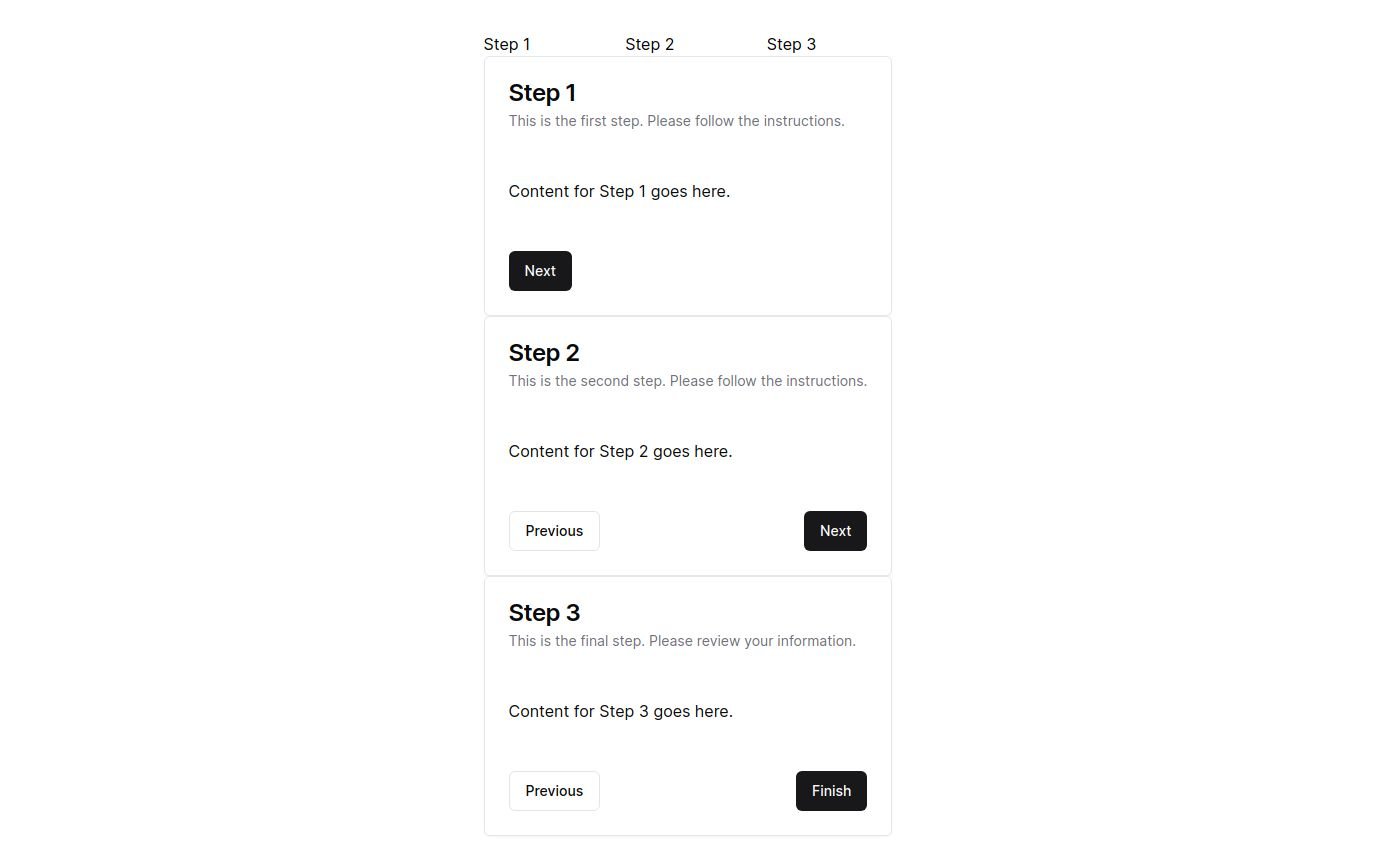 Step 1 Step 2 Step 3
Step 1
This is the first step. Please follow the instructions.
Content for Step 1 goes here.
Next
Step 2
This is the second step. Please follow the instructions.
Content for Step 2 goes here.
Previous Next
Step 3
This is the final step. Please review your information.
Content for Step 3 goes here.
Previous Finish